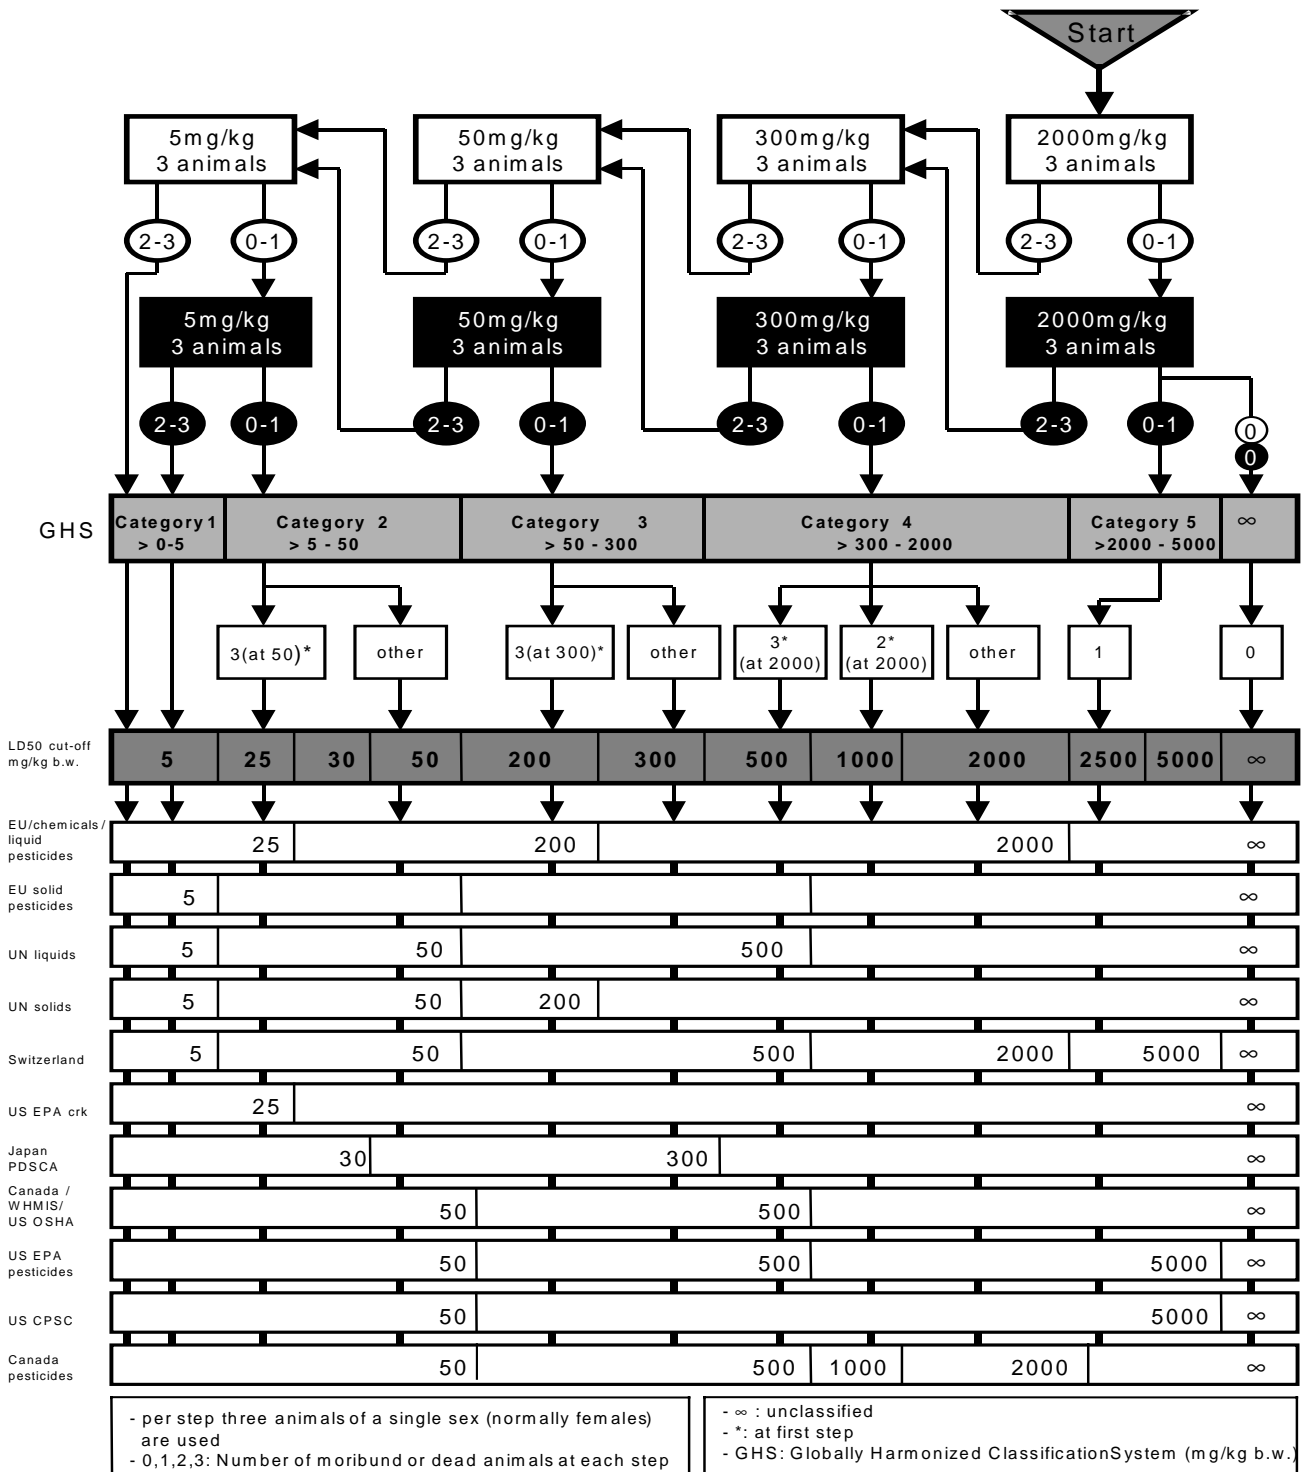 Start
5mg/kg
3 animals
50mg/kg
3 animals
300mg/kg
3 animals
2000mg/kg
3 animals
2-3 0-1 2-3 0-1 2-3 0-1 2-3 0-1
5mg/kg
3 animals
50mg/kg
3 animals
300mg/kg
3 animals
2000mg/kg
3 animals
2-3 0-1 2-3 0-1 2-3 0-1 2-3 0-1 0
0
GHS
Category 1
> 0-5
Category 2
> 5 - 50
Category 3
> 50 - 300
Category 4
> 300 - 2000
Category 5
>2000 - 5000
∞
3(at 50)*
other
3(at 300)*
other
3*
(at 2000)
2*
(at 2000)
other
1
0
LD50 cut-off
mg/kg b.w.
5 25 30 50 200 300 500 1000 2000 2500 5000 ∞
EU/chemicals/
liquid
pesticides
25 200 2000 ∞
EU solid
pesticides
5 ∞
UN liquids
5 50 500 ∞
UN solids
5 50 200 ∞
Switzerland
5 50 500 2000 5000 ∞
US EPA crk
25 ∞
Japan
PDSCA
30 300 ∞
Canada /
WHMIS/
US OSHA
50 500 ∞
US EPA
pesticides
50 500 5000 ∞
US CPSC
50 5000 ∞
Canada
pesticides
50 500 1000 2000 ∞
- per step three animals of a single sex (normally females)
are used
- 0,1,2,3: Number of moribund or dead animals at each step
- ∞ : unclassified
- *: at first step
- GHS: Globally Harmonized ClassificationSystem (mg/kg b.w.)